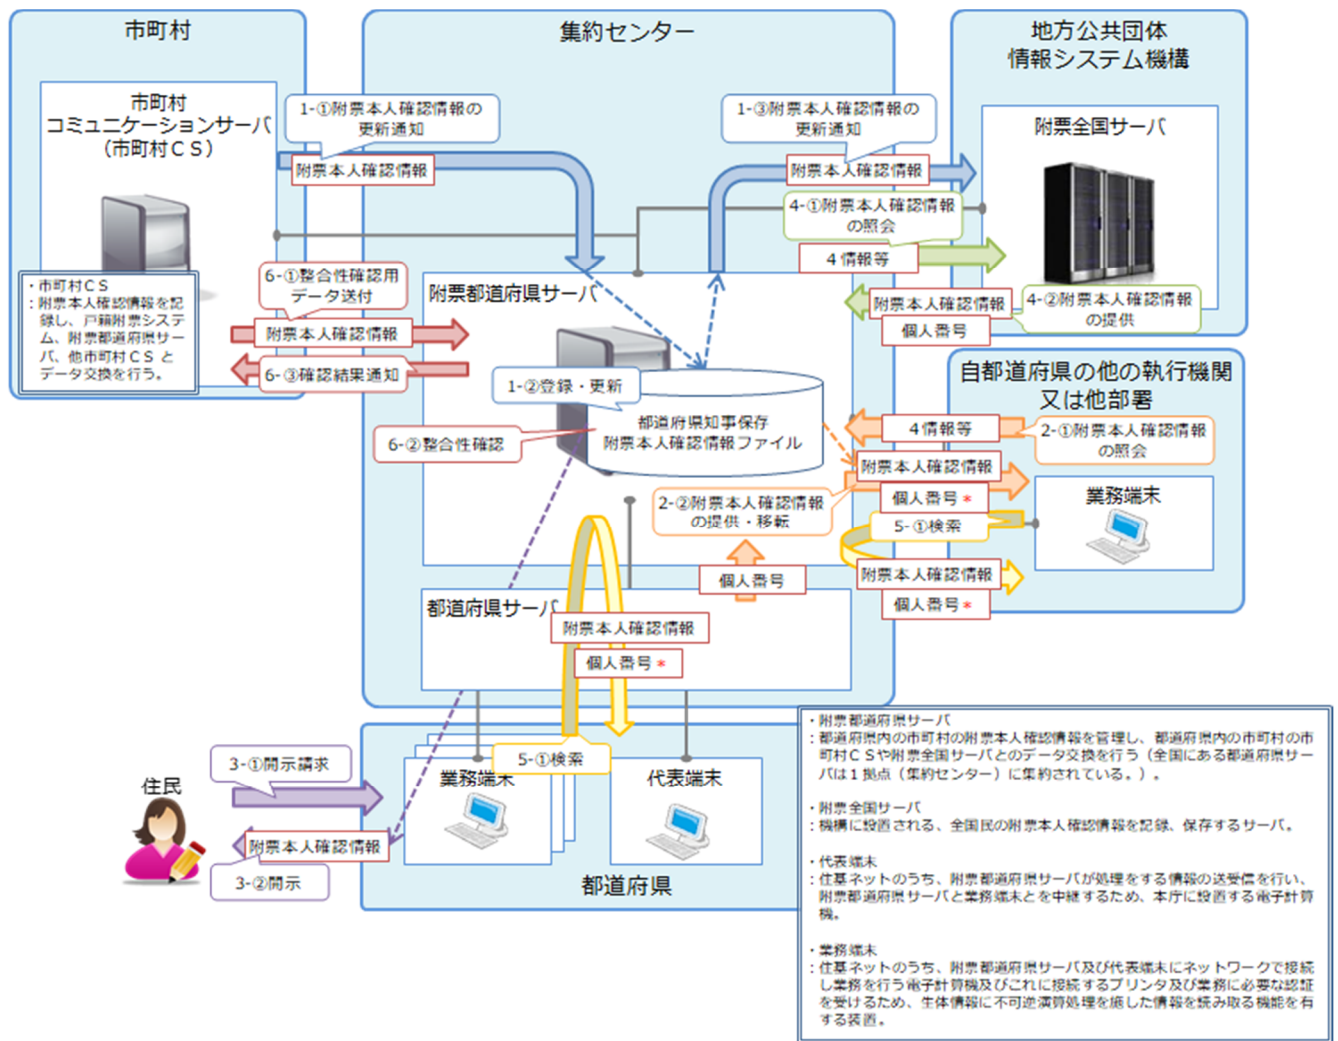 市町村
市町村
コミュニケーションサーバ
（市町村ＣＳ）
・市町村ＣＳ
：附票本人確認情報を記
録し、戸籍附票システ
ム、附票都道府県サー
バ、他市町村ＣＳと
データ交換を行う。
集約センター
1-①附票本人確認情報の
更新通知
附票本人確認情報
1-③附票本人確認情報の
更新通知
附票本人確認情報
4-①附票本人確認情報
の照会
４情報等
附票本人確認情報
個人番号
4-②附票本人確認情報
の提供
地方公共団体
情報システム機構
附票全国サーバ
6-①整合性確認用
データ送付
附票本人確認情報
6-③確認結果通知
附票都道府県サーバ
1-②登録・更新
6-②整合性確認
都道府県知事保存
附票本人確認情報ファイル
自都道府県の他の執行機関
又は他部署
４情報等
2-①附票本人確認情報
の照会
附票本人確認情報
個人番号＊
2-②附票本人確認情報
の提供・移転
業務端末
5-①検索
附票本人確認情報
個人番号＊
個人番号
都道府県サーバ
附票本人確認情報
個人番号＊
5-①検索
業務端末
代表端末
都道府県
住民
3-①開示請求
附票本人確認情報
3-②開示
・附票都道府県サーバ
：都道府県内の市町村の附票本人確認情報を管理し、都道府県内の市町村の市
町村ＣＳや附票全国サーバとのデータ交換を行う（全国にある都道府県サー
バは１拠点（集約センター）に集約されている。）。
・附票全国サーバ
：機構に設置される、全国民の附票本人確認情報を記録、保存するサーバ。
・代表端末
：住基ネットのうち、附票都道府県サーバが処理をする情報の送受信を行い、
附票都道府県サーバと業務端末とを中継するため、本庁に設置する電子計算
機。
・業務端末
：住基ネットのうち、附票都道府県サーバ及び代表端末にネットワークで接続
し業務を行う電子計算機及びこれに接続するプリンタ及び業務に必要な認証
を受けるため、生体情報に不可逆演算処理を施した情報を読み取る機能を有
する装置。